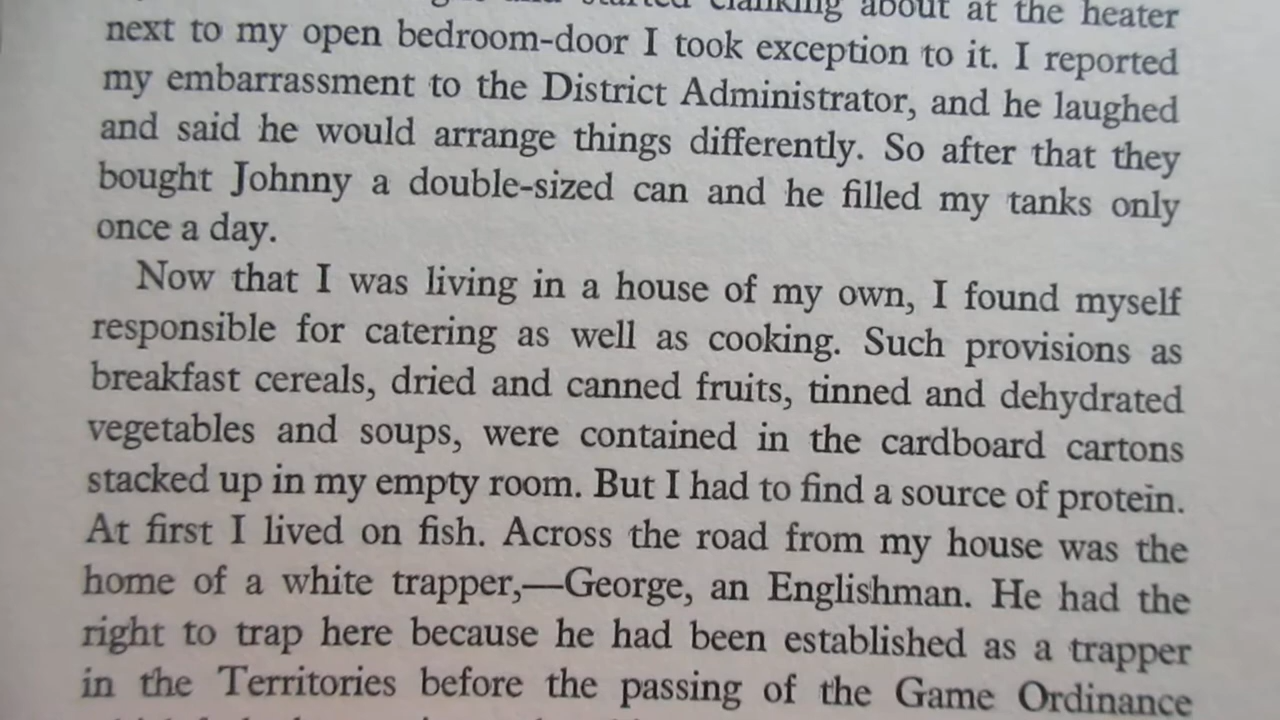 started clanking about at the heater
next to my open bedroom-door I took exception to it. I reported
my embarrassment to the District Administrator, and he laughed
and said he would arrange things differently. So after that they
bought Johnny a double-sized can and he filled my tanks only
once a day.
Now that I was living in a house of my own, I found myself
responsible for catering as well as cooking. Such provisions as
breakfast cereals, dried and canned fruits, tinned and dehydrated
vegetables and soups, were contained in the cardboard cartons
stacked up in my empty room. But I had to find a source of protein.
At first I lived on fish. Across the road from my house was the
home of a white trapper,—George, an Englishman. He had the
right to trap here because he had been established as a trapper
in the Territories before the passing of the Game Ordinance